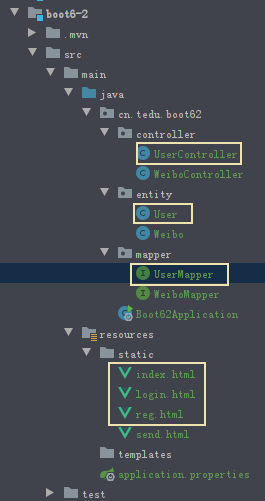 boot6-2
.mvn
src
main
java
cn.tedu.boot62
controller
UserController
WeiboController
entity
User
Weibo
mapper
UserMapper
WeiboMapper
Boot62Application
resources
static
index.html
login.html
reg.html
send.html
templates
application.properties
test